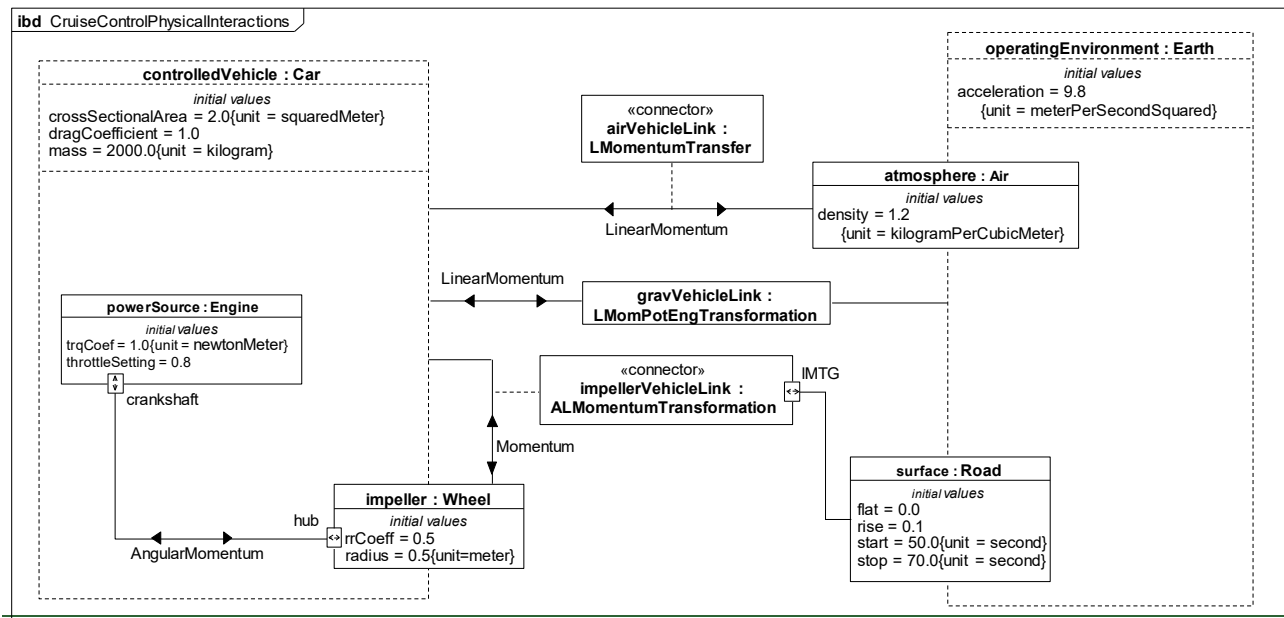 ibd CruiseControlPhysicalInteractions
controlledVehicle : Car
initial values
crossSectionalArea = 2.0{unit = squaredMeter}
dragCoefficient = 1.0
mass = 2000.0{unit = kilogram}
operatingEnvironment : Earth
initial values
acceleration = 9.8
{unit = meterPerSecondSquared}
«connector»
airVehicleLink :
LMomentumTransfer
atmosphere : Air
initial values
density = 1.2
{unit = kilogramPerCubicMeter}
LinearMomentum
LinearMomentum
gravVehicleLink :
LMomPotEngTransformation
powerSource : Engine
initial values
trqCoef = 1.0{unit = newtonMeter}
throttleSetting = 0.8
crankshaft
«connector»
impellerVehicleLink :
ALMomentumTransformation
IMTG
Momentum
impeller : Wheel
initial values
rrCoeff = 0.5
radius = 0.5{unit=meter}
hub
AngularMomentum
surface : Road
initial values
flat = 0.0
rise = 0.1
start = 50.0{unit = second}
stop = 70.0{unit = second}